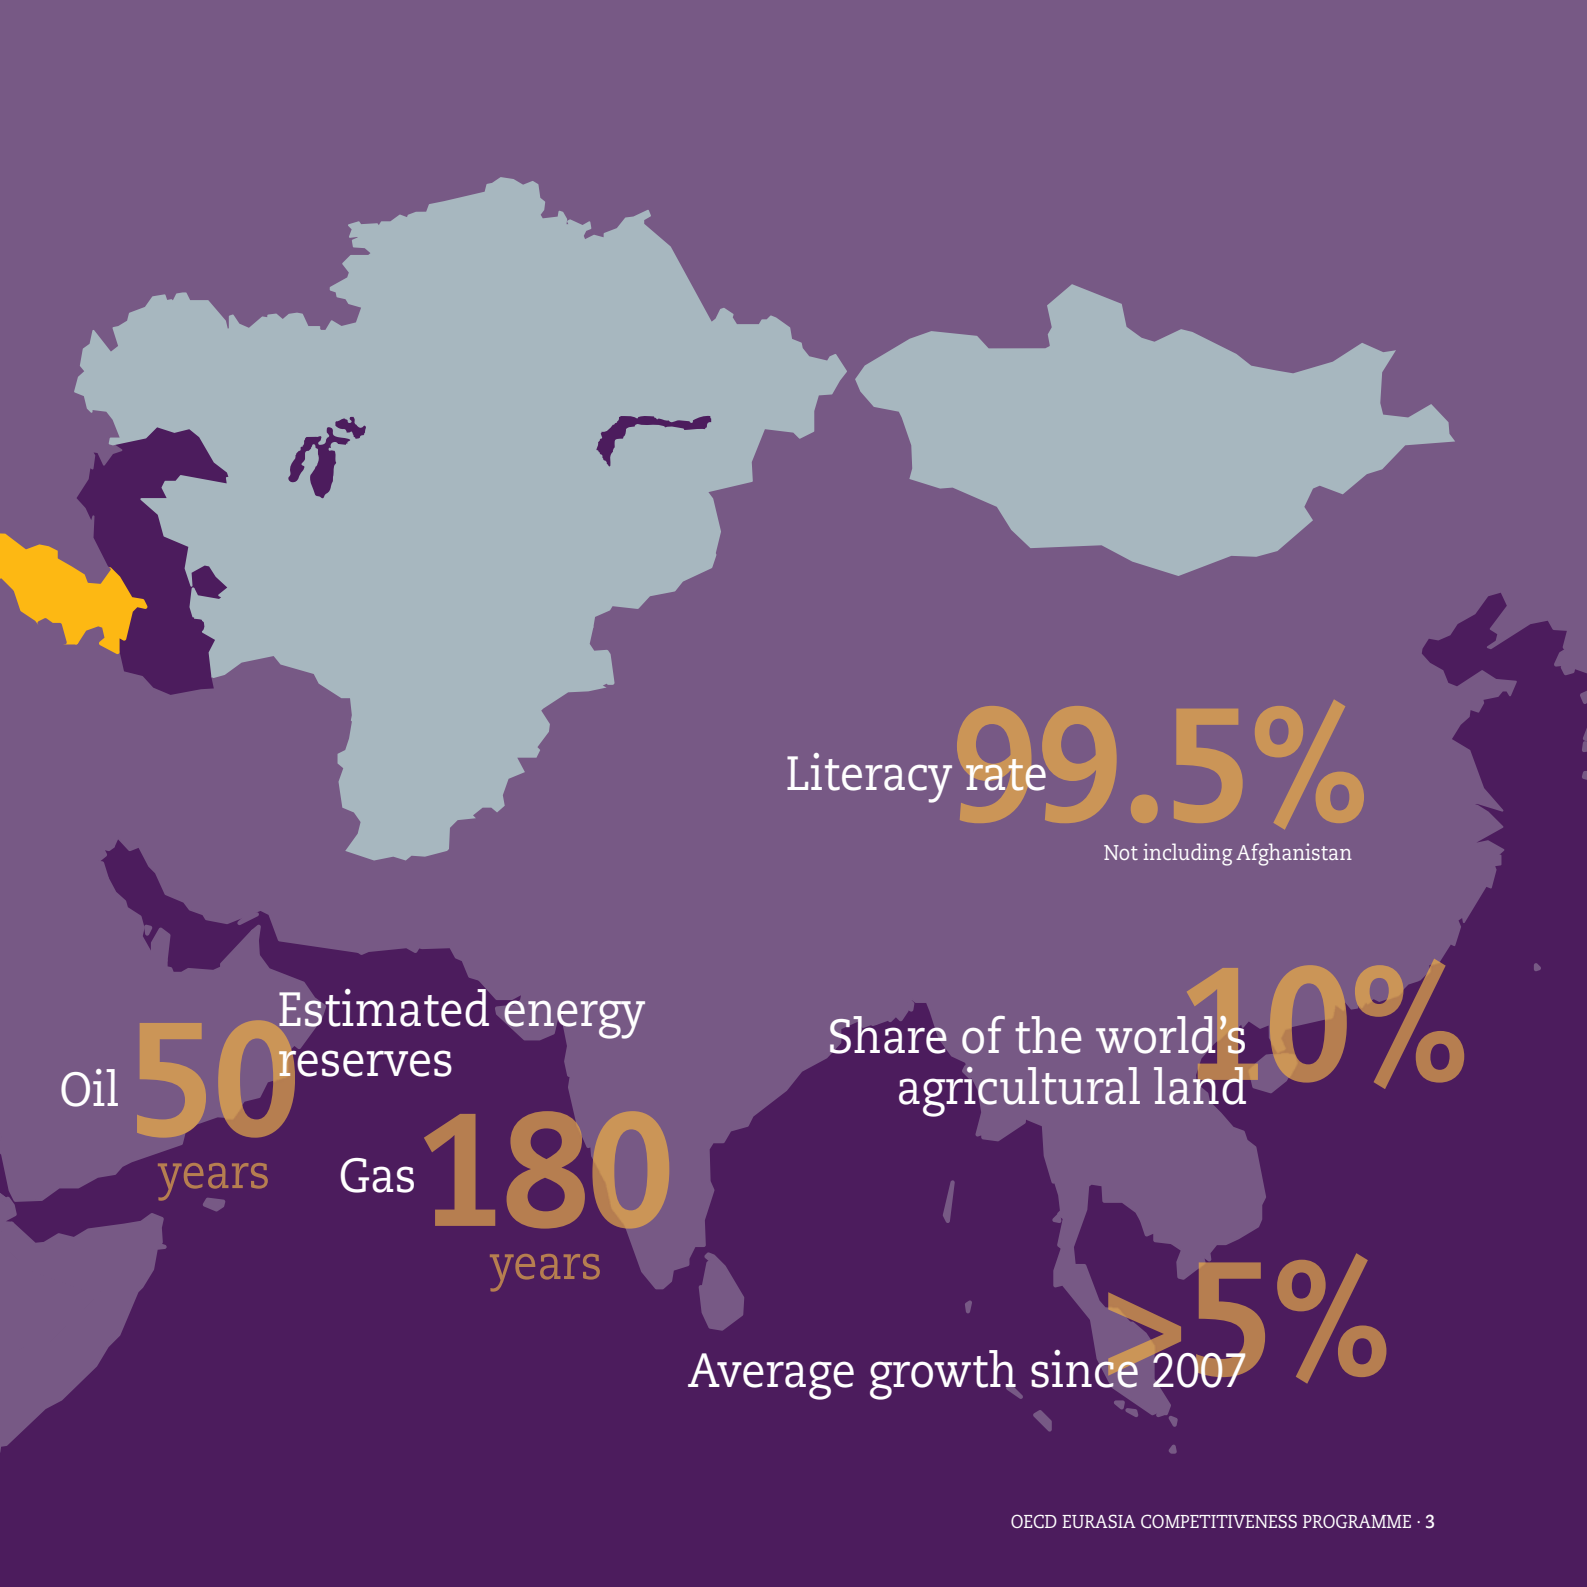 Literacy rate 99.5%
Not including Afghanistan
Estimated energy
reserves
Oil 50
years
Gas 180
years
Share of the world’s
agricultural land
10%
Average growth since 2007 >5%
OECD EURASIA COMPETITIVENESS PROGRAMME · 3